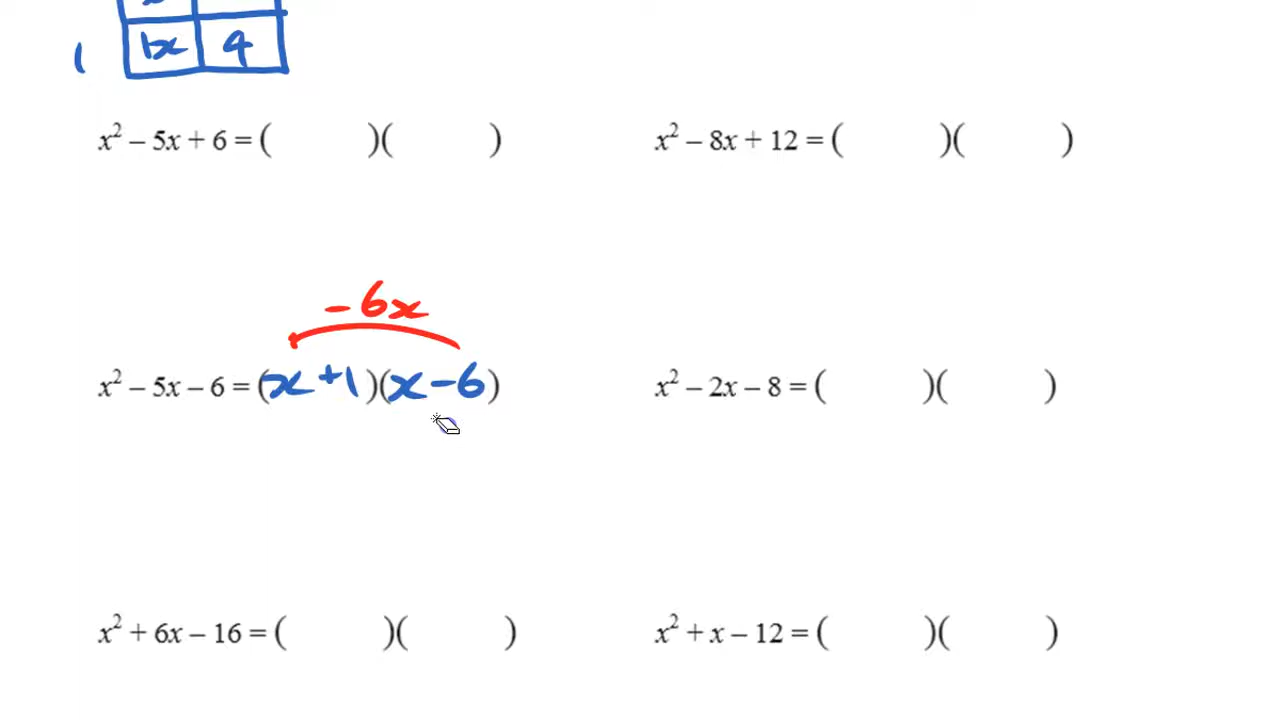 1 1x 4
x² – 5x + 6 = ( )( )
x² – 8x + 12 = ( )( )
-6x
x² – 5x – 6 = (x+1)(x-6)
x² – 2x – 8 = ( )( )
x² + 6x – 16 = ( )( )
x² + x – 12 = ( )( )